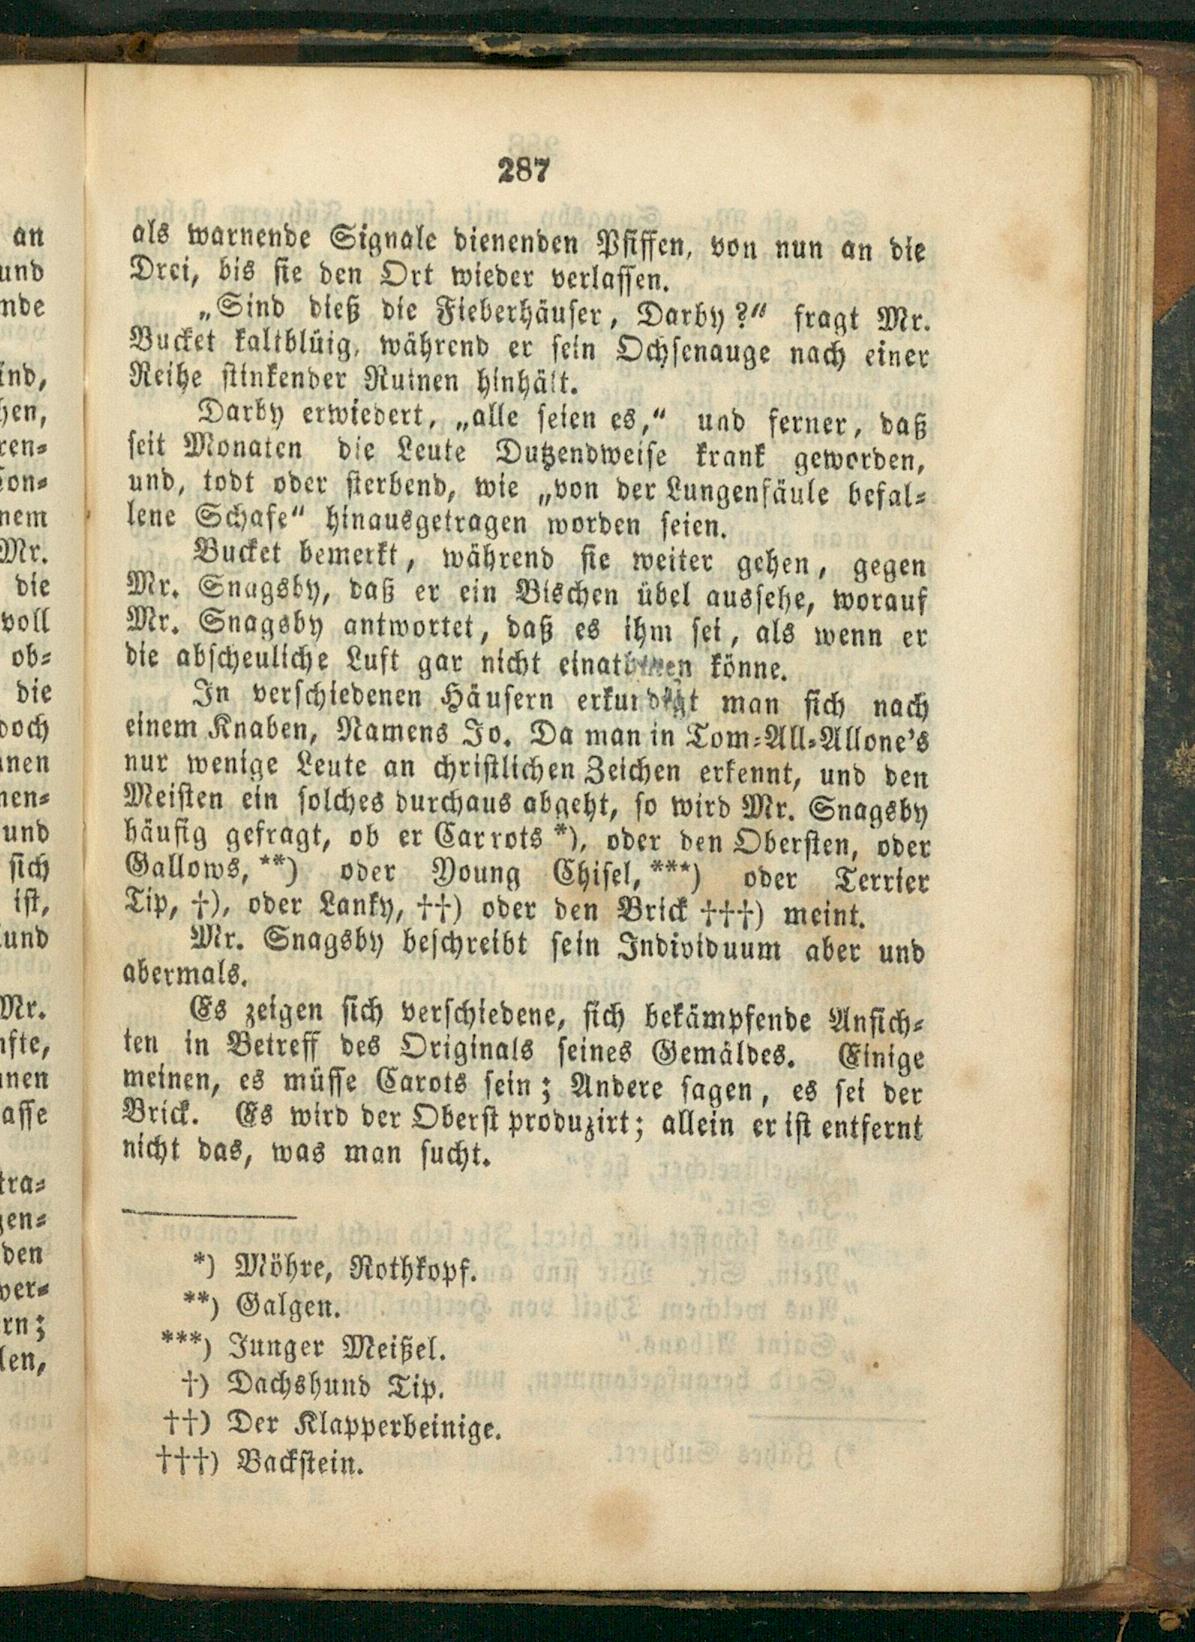 287
als warnende Signale dienenden Pfiffen, von nun an die
Drei, bis sie den Ort wieder verlassen.
„Sind dieß die Fieberhäuser, Darby?“ fragt Mr.
Bucket kaltblüig, während er sein Ochsenauge nach einer
Reihe stinkender Ruinen hinhält.
Darby erwiedert, „alle seien es,“ und ferner, daß
seit Monaten die Leute Dutzendweise krank geworden,
und, todt oder sterbend, wie „von der Lungenfäule befal-
lene Schafe“ hinausgetragen worden seien.
Bucket bemerkt, während sie weiter gehen, gegen
Mr. Snagsby, daß er ein Bischen übel aussehe, worauf
Mr. Snagsby antwortet, daß es ihm sei, als wenn er
die abscheuliche Luft gar nicht einathmen könne.
In verschiedenen Häusern erkundigt man sich nach
einem Knaben, Namens Jo. Da man in Tom-All-Allone's
nur wenige Leute an christlichen Zeichen erkennt, und den
Meisten ein solches durchaus abgeht, so wird Mr. Snagsby
häufig gefragt, ob er Carrots *), oder den Obersten, oder
Gallows, **) oder Young Chisel, ***) oder Terrier
Tip, †), oder Lanky, ††) oder den Brick †††) meint.
Mr. Snagsby beschreibt sein Individuum aber und
abermals.
Es zeigen sich verschiedene, sich bekämpfende Ansich-
ten in Betreff des Originals seines Gemäldes. Einige
meinen, es müsse Carots sein; Andere sagen, es sei der
Brick. Es wird der Oberst produzirt; allein er ist entfernt
nicht das, was man sucht.
*) Möhre, Rothkopf.
**) Galgen.
***) Junger Meißel.
†) Dachshund Tip.
††) Der Klapperbeinige.
†††) Backstein.